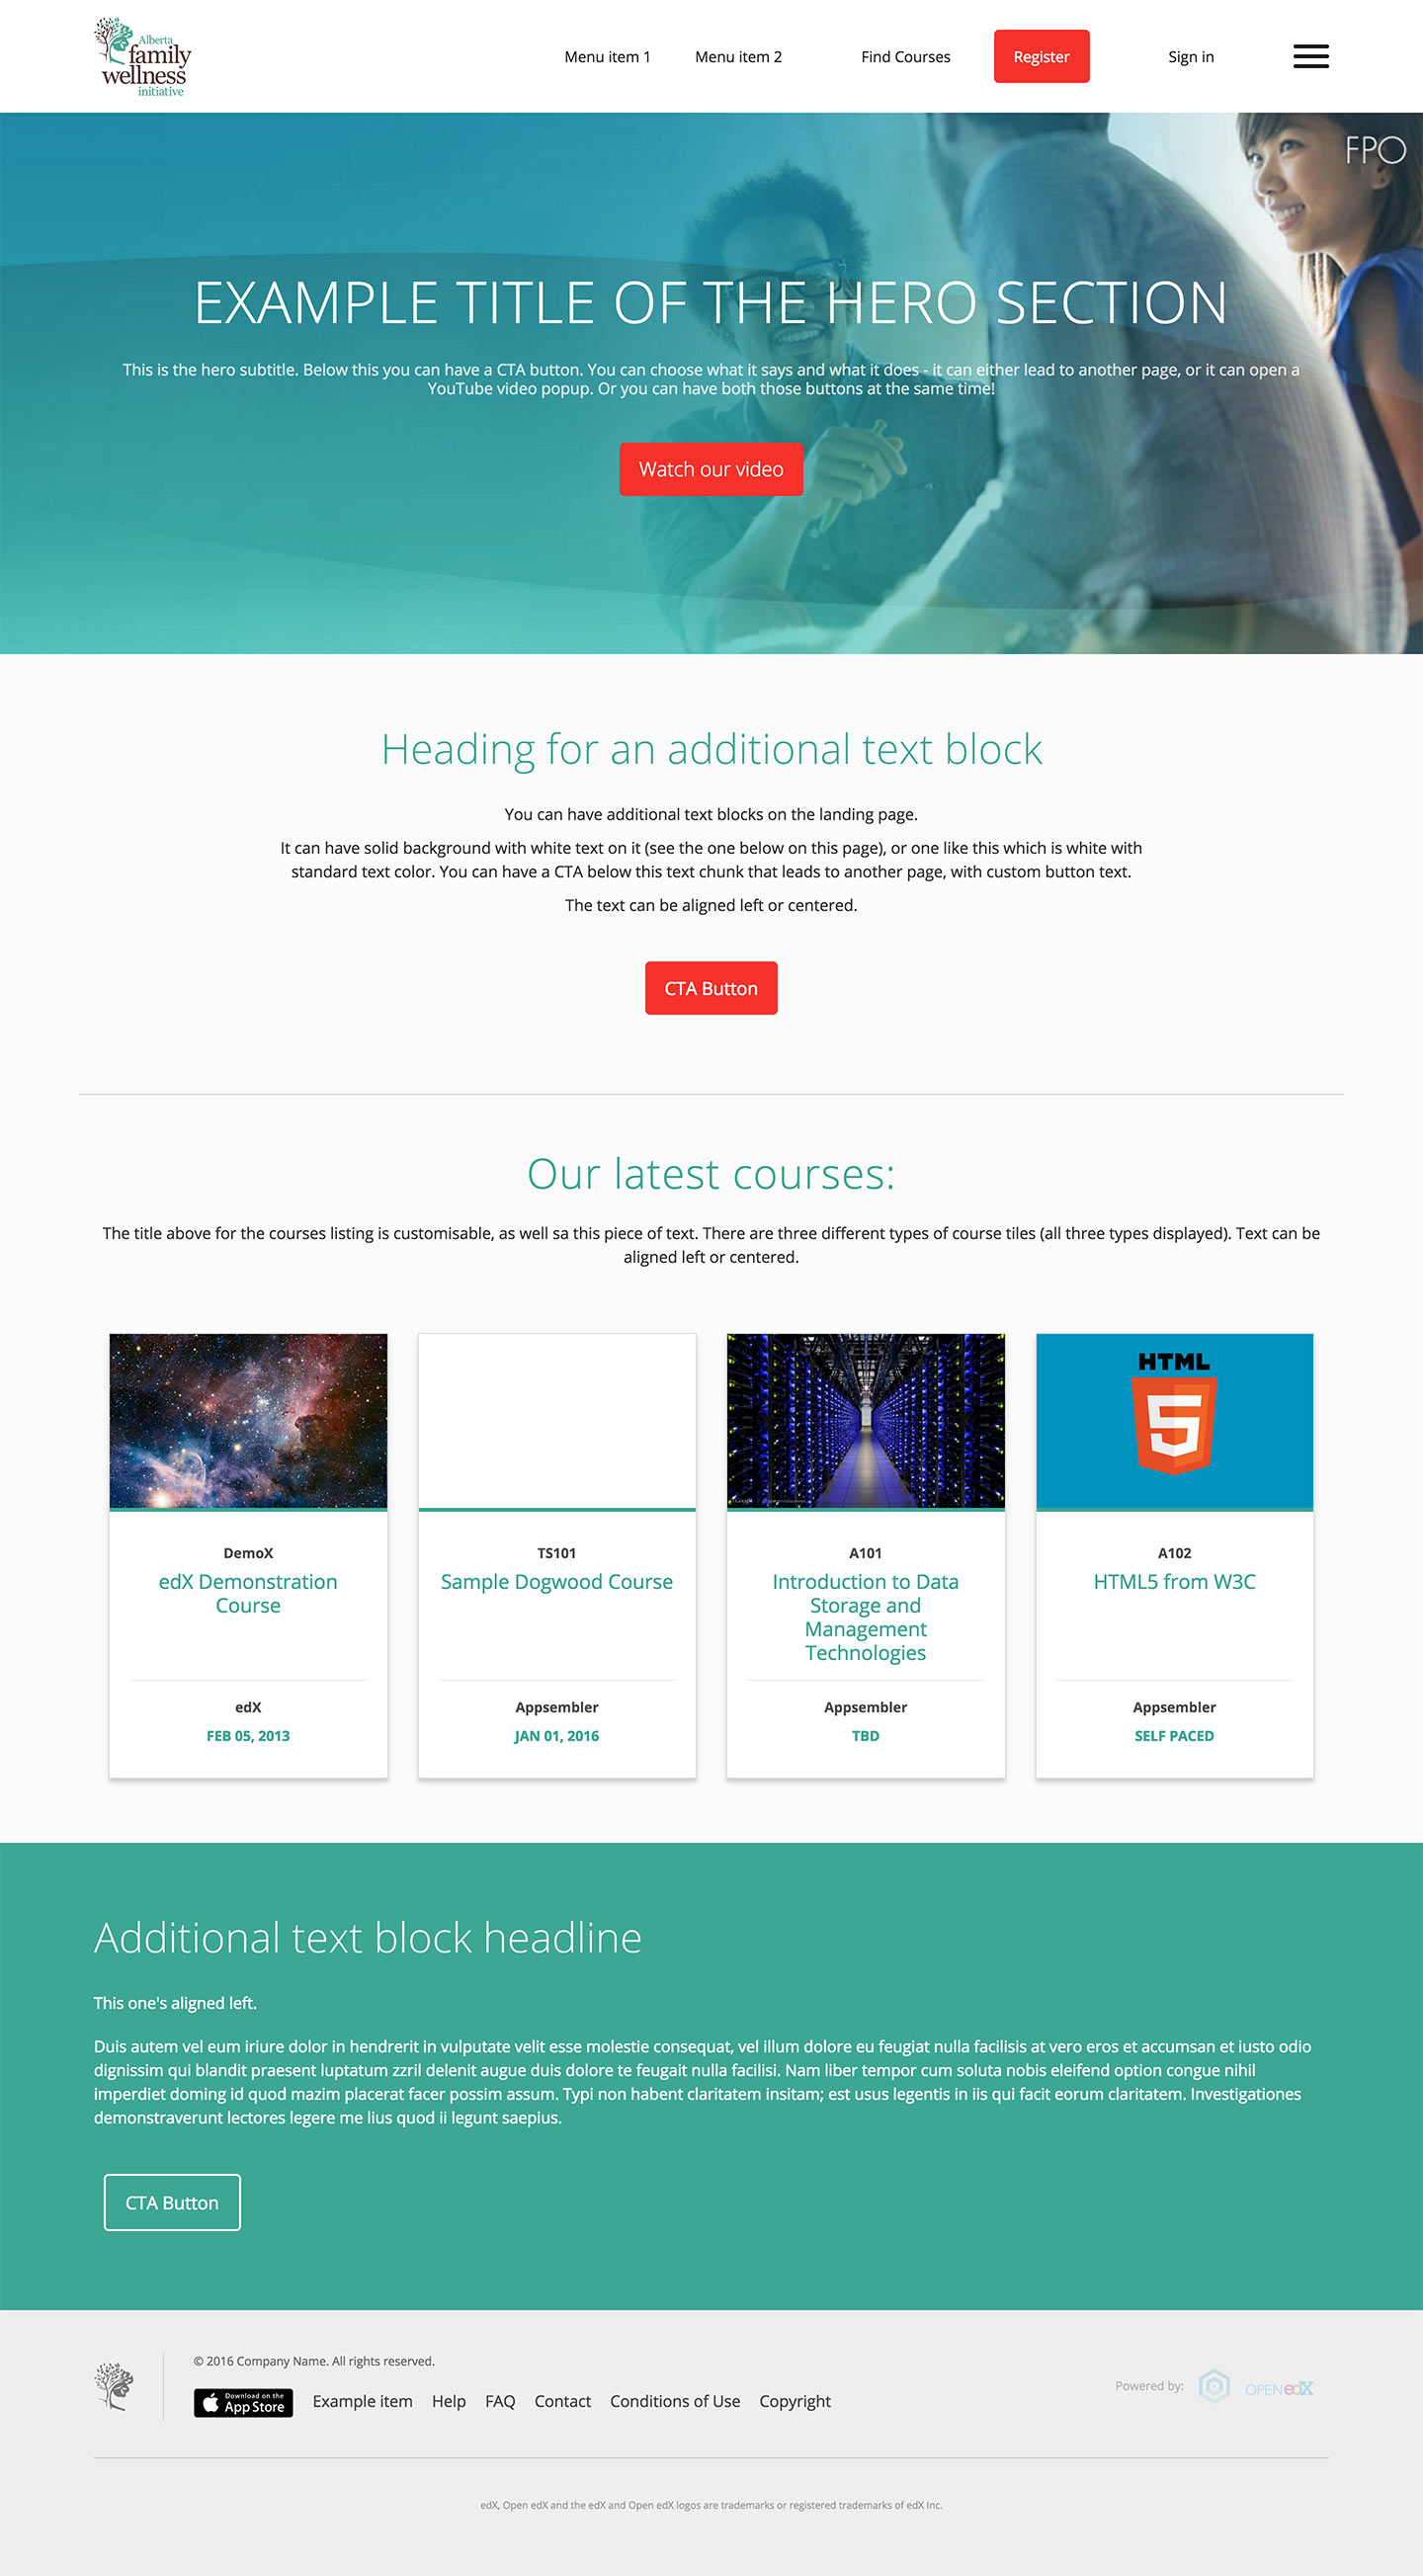 Alberta
family
wellness
initiative
Menu item 1
Menu item 2
Find Courses
Register
Sign in
FPO
EXAMPLE TITLE OF THE HERO SECTION
This is the hero subtitle. Below this you can have a CTA button. You can choose what it says and what it does - it can either lead to another page, or it can open a
YouTube video popup. Or you can have both those buttons at the same time!
Watch our video
Heading for an additional text block
You can have additional text blocks on the landing page.
It can have solid background with white text on it (see the one below on this page), or one like this which is white with
standard text color. You can have a CTA below this text chunk that leads to another page, with custom button text.
The text can be aligned left or centered.
CTA Button
Our latest courses:
The title above for the courses listing is customisable, as well sa this piece of text. There are three different types of course tiles (all three types displayed). Text can be
aligned left or centered.
DemoX
edX Demonstration
Course
edX
FEB 05, 2013
TS101
Sample Dogwood Course
Appsembler
JAN 01, 2016
A101
Introduction to Data
Storage and
Management
Technologies
Appsembler
TBD
HTML
5
A102
HTML5 from W3C
Appsembler
SELF PACED
Additional text block headline
This one's aligned left.
Duis autem vel eum iriure dolor in hendrerit in vulputate velit esse molestie consequat, vel illum dolore eu feugiat nulla facilisis at vero eros et accumsan et iusto odio
dignissim qui blandit praesent luptatum zzril delenit augue duis dolore te feugait nulla facilisi. Nam liber tempor cum soluta nobis eleifend option congue nihil
imperdiet doming id quod mazim placerat facer possim assum. Typi non habent claritatem insitam; est usus legentis in iis qui facit eorum claritatem. Investigationes
demonstraverunt lectores legere me lius quod ii legunt saepius.
CTA Button
© 2016 Company Name. All rights reserved.
Download on the
App Store
Example item
Help
FAQ
Contact
Conditions of Use
Copyright
Powered by:
OPEN edX
edX, Open edX and the edX and Open edX logos are trademarks or registered trademarks of edX Inc.